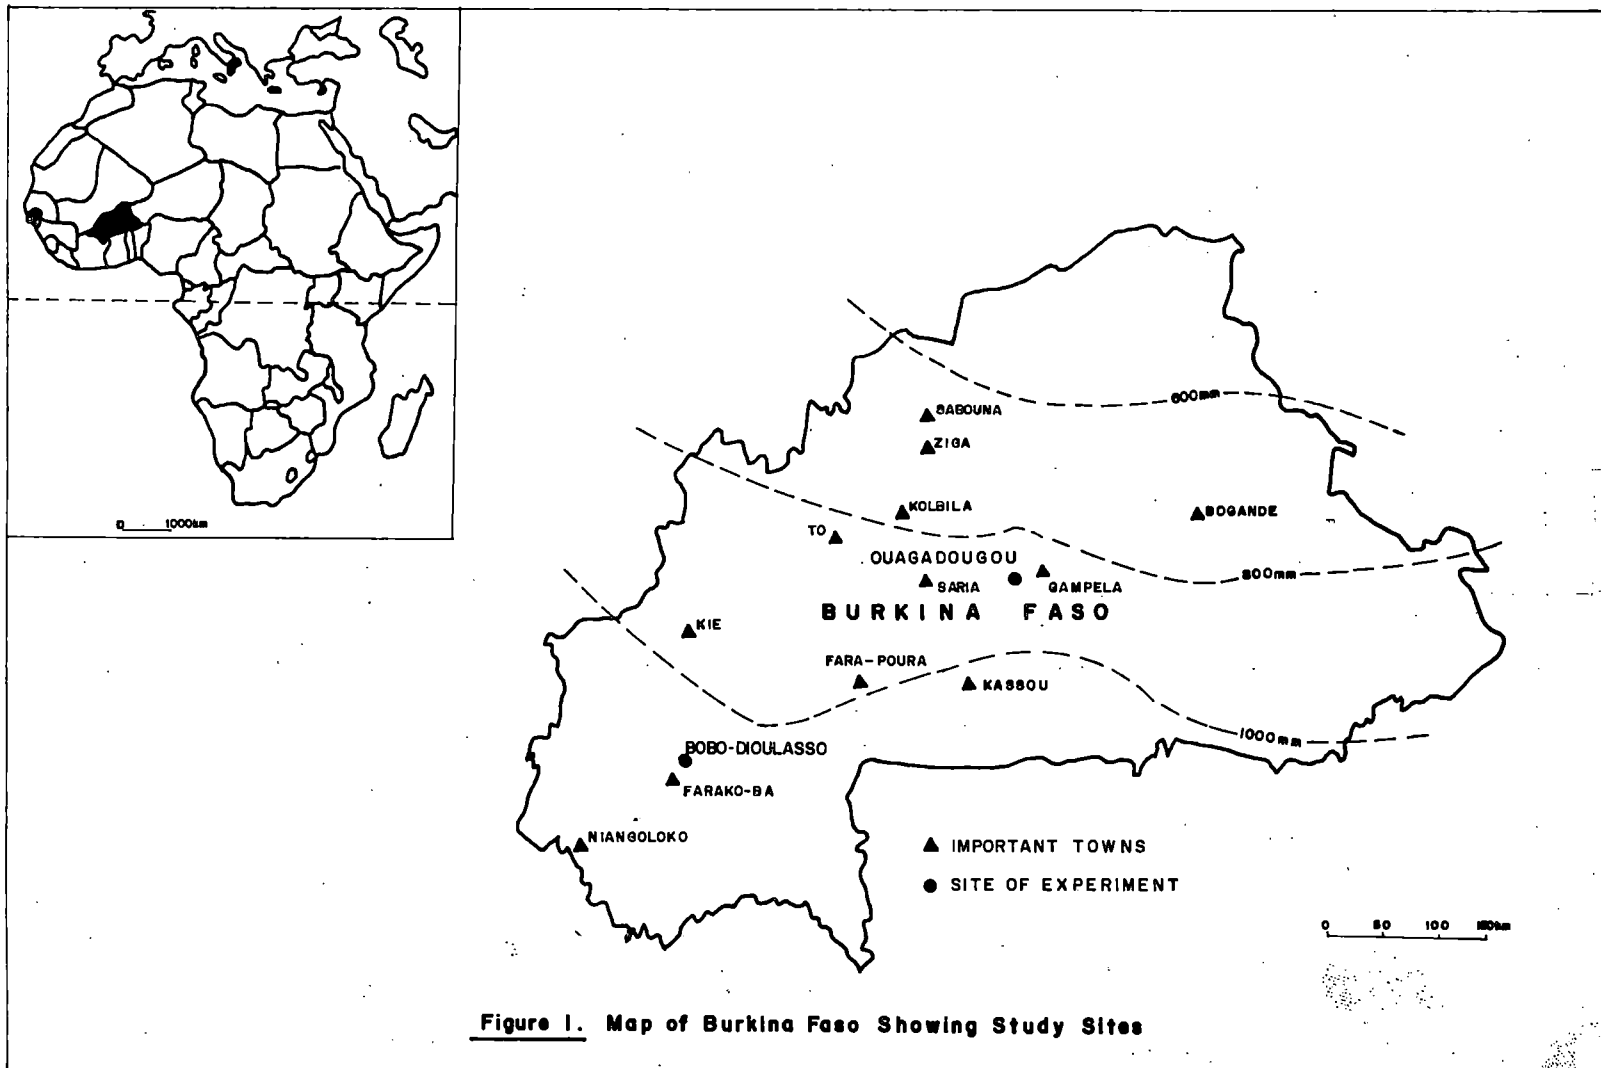 0 1000km
600mm
SABOUNA
ZIGA
KOLBILA
BOGANDE
TO
OUAGADOUGOU
800mm
SARIA
GAMPELA
BURKINA FASO
KIE
FARA-POURA
KASSOU
1000mm
BOBO-DIOULASSO
FARAKO-BA
NIANGOLOKO
IMPORTANT TOWNS
SITE OF EXPERIMENT
0 50 100 150km
Figure 1. Map of Burkina Faso Showing Study Sites